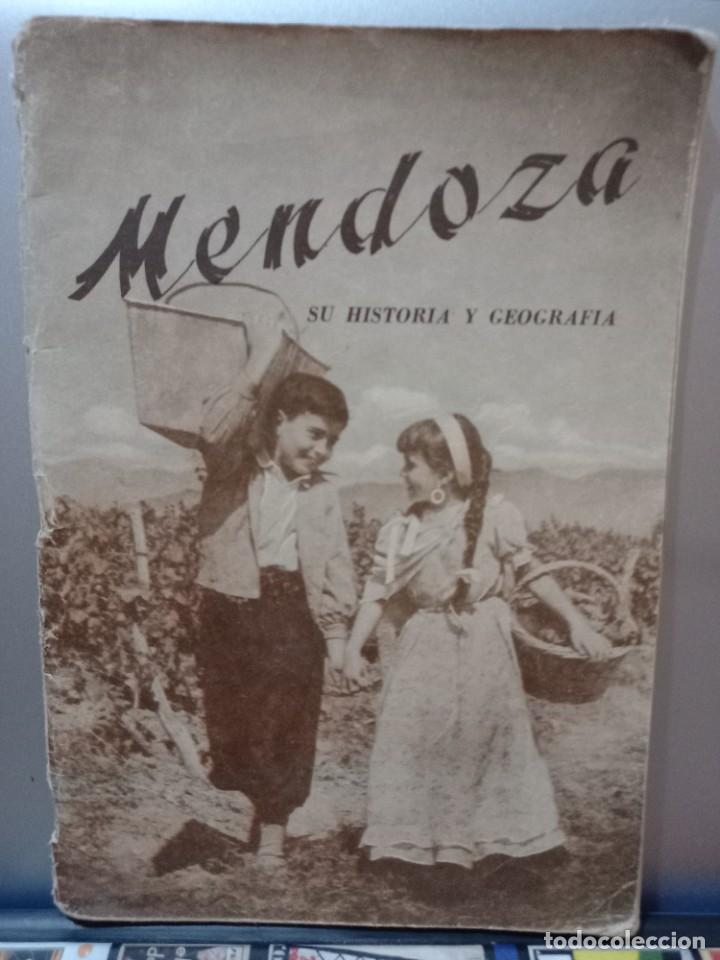 Mendoza
SU HISTORIA Y GEOGRAFIA
todocoleccion